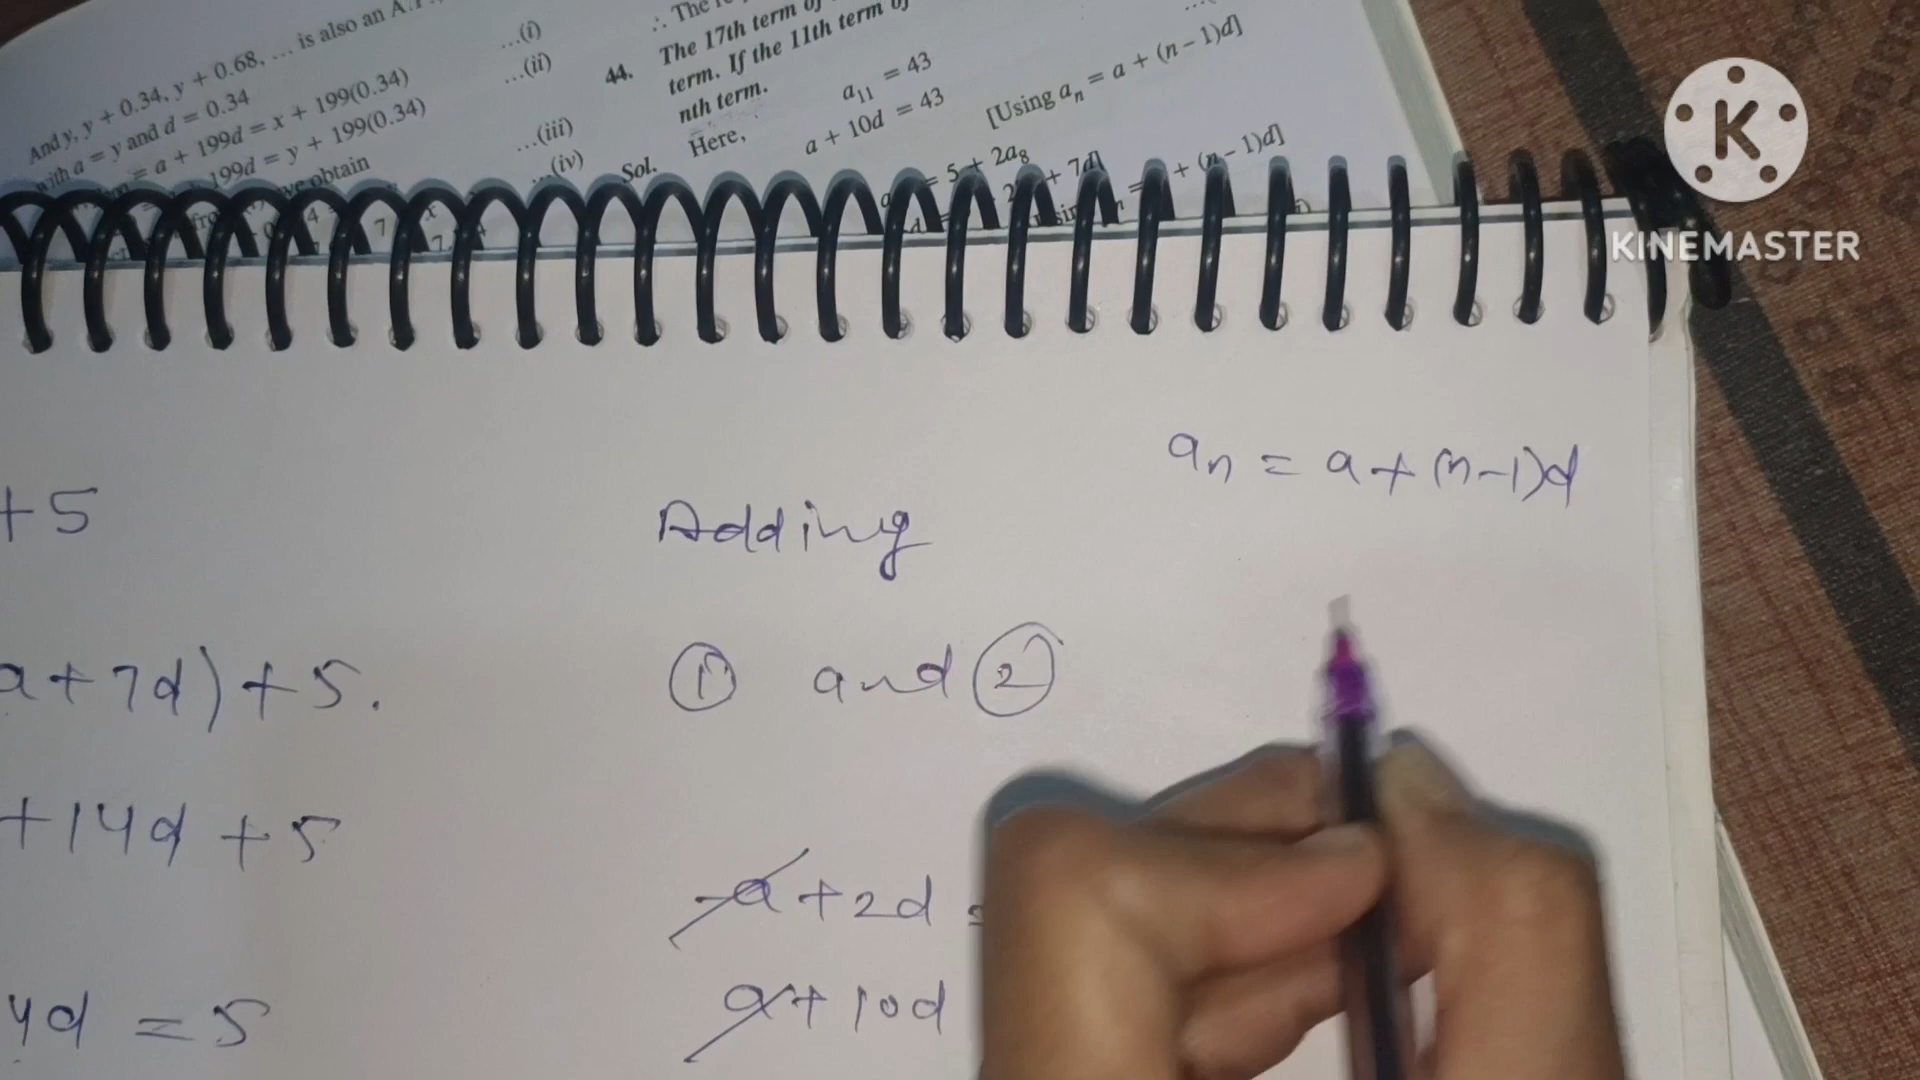 And y, y + 0.34, y + 0.68, ... is also an A.P.
with a = y and d = 0.34
= a + 199d = x + 199(0.34) ...(i)
199d = y + 199(0.34) ...(ii)
obtain ...(iii)
...(iv)
∴ The
44. The 17th term of
term. If the 11th term of
nth term.
Sol. Here, a₁₁ = 43
a + 10d = 43
[Using aₙ = a + (n – 1)d]
= 5 + 2a₈
+ 7d]
+ (n – 1)d]
K
KINEMASTER
aₙ = a + (n-1)d
+5
Adding
a + 7d) + 5.
① and ②
+14d + 5
-a + 2d
4d = 5
a + 10d